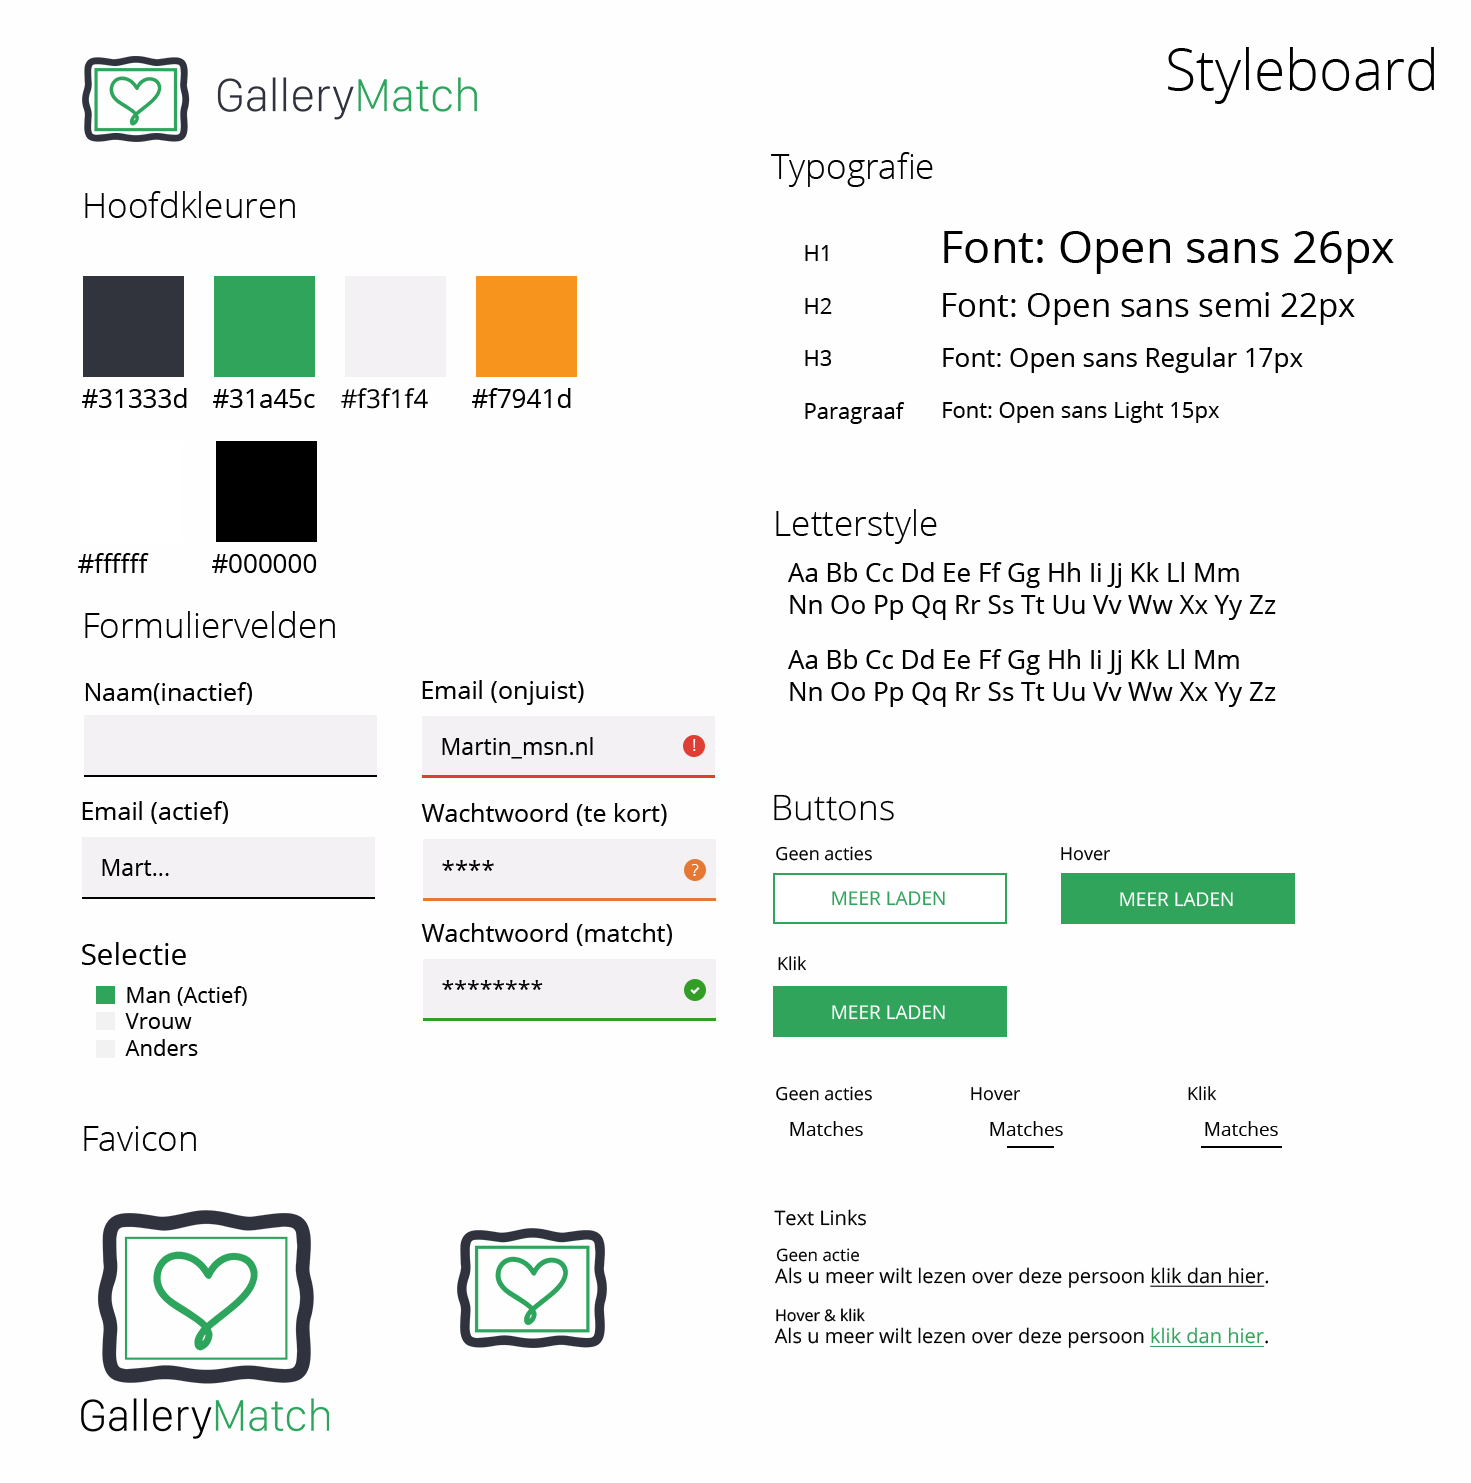 GalleryMatch
Styleboard
Hoofdkleuren
#31333d
#31a45c
#f3f1f4
#f7941d
#ffffff
#000000
Formuliervelden
Naam(inactief)
Email (actief)
Mart...
Selectie
Man (Actief)
Vrouw
Anders
Email (onjuist)
Martin_msn.nl
!
Wachtwoord (te kort)
****
?
Wachtwoord (matcht)
********
Favicon
GalleryMatch
Typografie
H1 Font: Open sans 26px
H2 Font: Open sans semi 22px
H3 Font: Open sans Regular 17px
Paragraaf Font: Open sans Light 15px
Letterstyle
Aa Bb Cc Dd Ee Ff Gg Hh Ii Jj Kk Ll Mm
Nn Oo Pp Qq Rr Ss Tt Uu Vv Ww Xx Yy Zz
Aa Bb Cc Dd Ee Ff Gg Hh Ii Jj Kk Ll Mm
Nn Oo Pp Qq Rr Ss Tt Uu Vv Ww Xx Yy Zz
Buttons
Geen acties
MEER LADEN
Hover
MEER LADEN
Klik
MEER LADEN
Geen acties
Matches
Hover
Matches
Klik
Matches
Text Links
Geen actie
Als u meer wilt lezen over deze persoon klik dan hier.
Hover & klik
Als u meer wilt lezen over deze persoon klik dan hier.